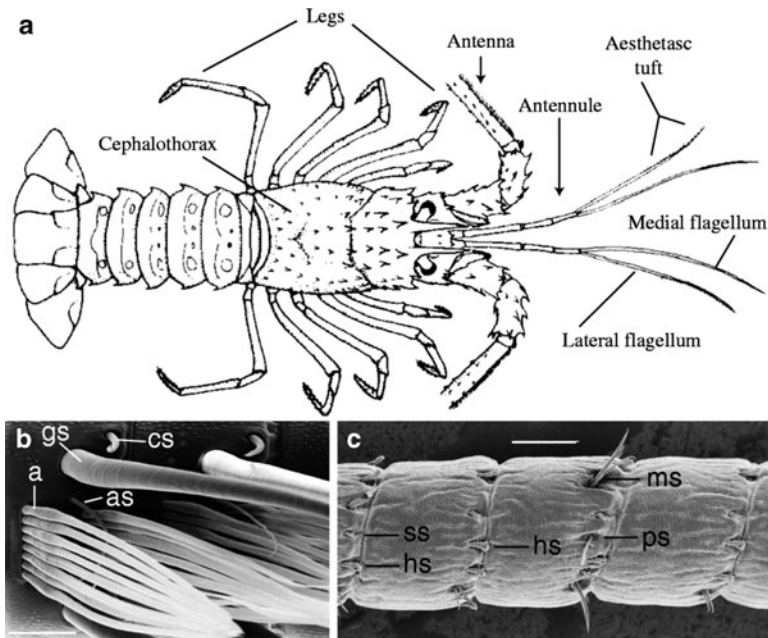 a
Legs
Antenna
Aesthetasc
tuft
Antennule
Cephalothorax
Medial flagellum
Lateral flagellum
b
gs
cs
a
as
c
ms
ss
hs
hs
ps